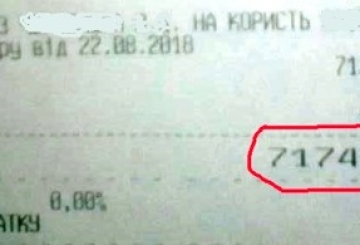 З НА КОРИСТЬ
ру від 22.08.2018
71
7174
0,00%
АТКУ